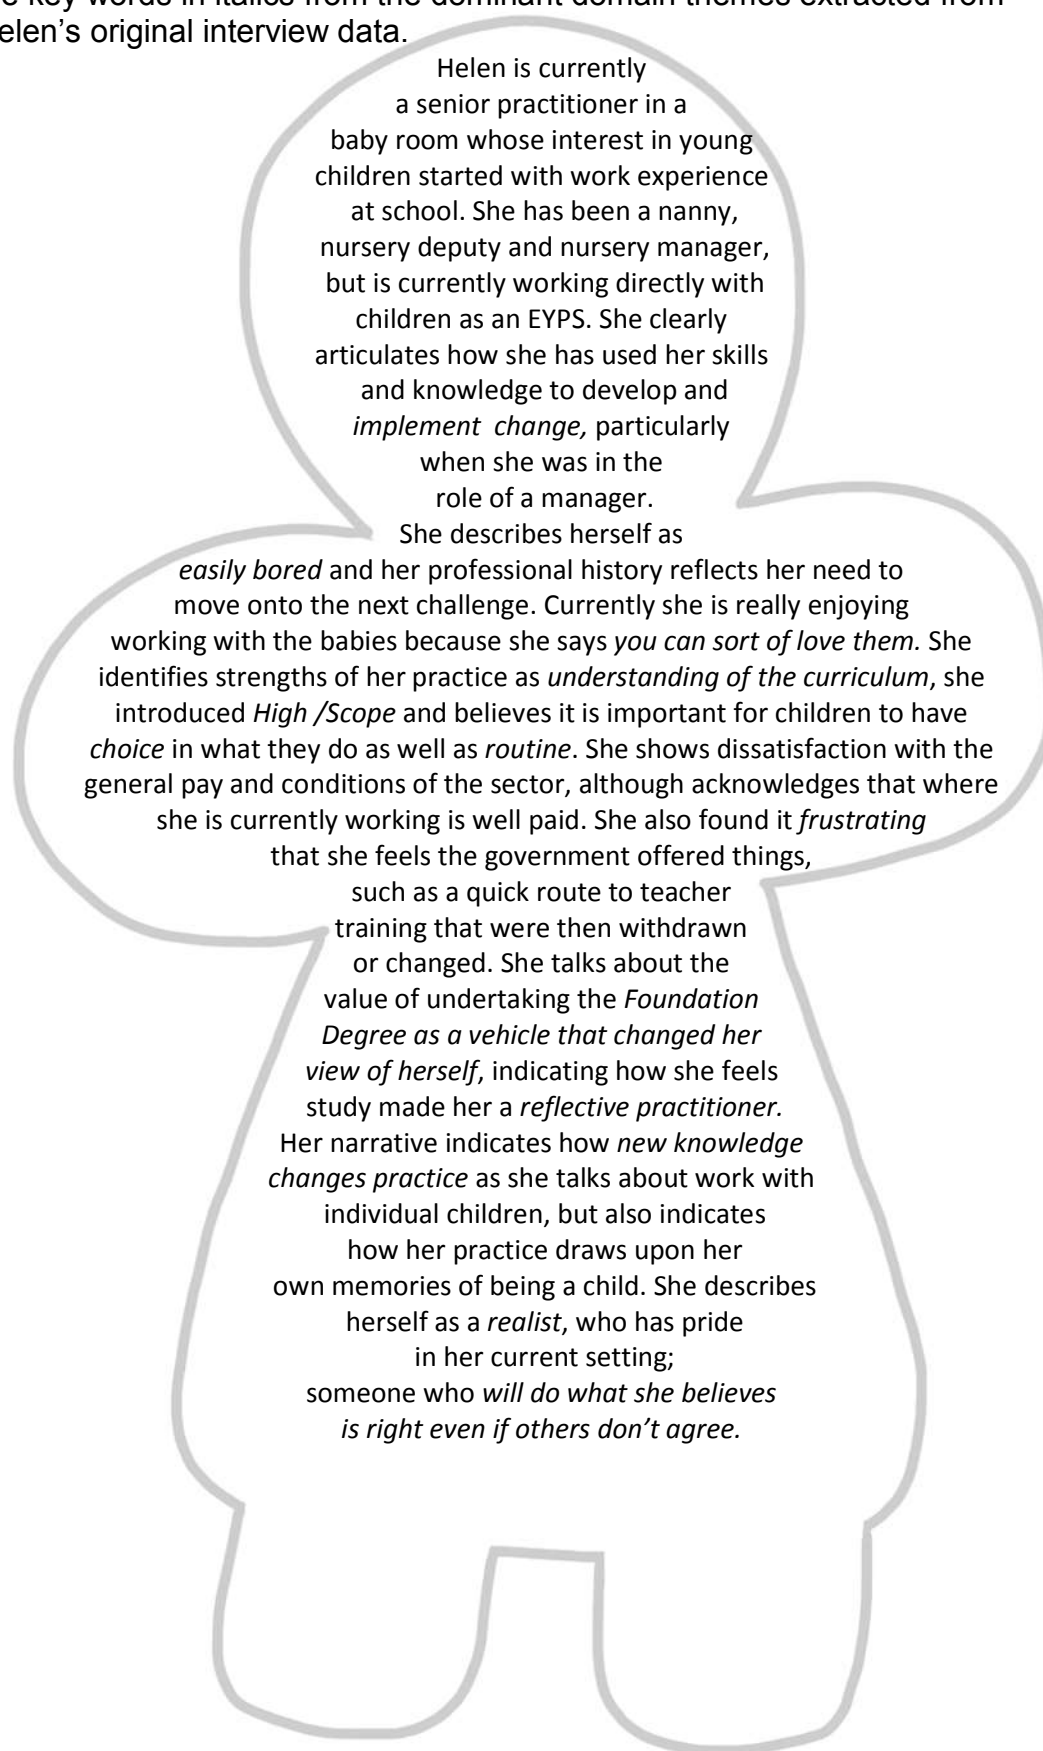 key words in italics from the dominant domain themes extracted from
elen's original interview data.
Helen is currently
a senior practitioner in a
baby room whose interest in young
children started with work experience
at school. She has been a nanny,
nursery deputy and nursery manager,
but is currently working directly with
children as an EYPS. She clearly
articulates how she has used her skills
and knowledge to develop and
implement change, particularly
when she was in the
role of a manager.
She describes herself as
easily bored and her professional history reflects her need to
move onto the next challenge. Currently she is really enjoying
working with the babies because she says you can sort of love them. She
identifies strengths of her practice as understanding of the curriculum, she
introduced High /Scope and believes it is important for children to have
choice in what they do as well as routine. She shows dissatisfaction with the
general pay and conditions of the sector, although acknowledges that where
she is currently working is well paid. She also found it frustrating
that she feels the government offered things,
such as a quick route to teacher
training that were then withdrawn
or changed. She talks about the
value of undertaking the Foundation
Degree as a vehicle that changed her
view of herself, indicating how she feels
study made her a reflective practitioner.
Her narrative indicates how new knowledge
changes practice as she talks about work with
individual children, but also indicates
how her practice draws upon her
own memories of being a child. She describes
herself as a realist, who has pride
in her current setting;
someone who will do what she believes
is right even if others don't agree.